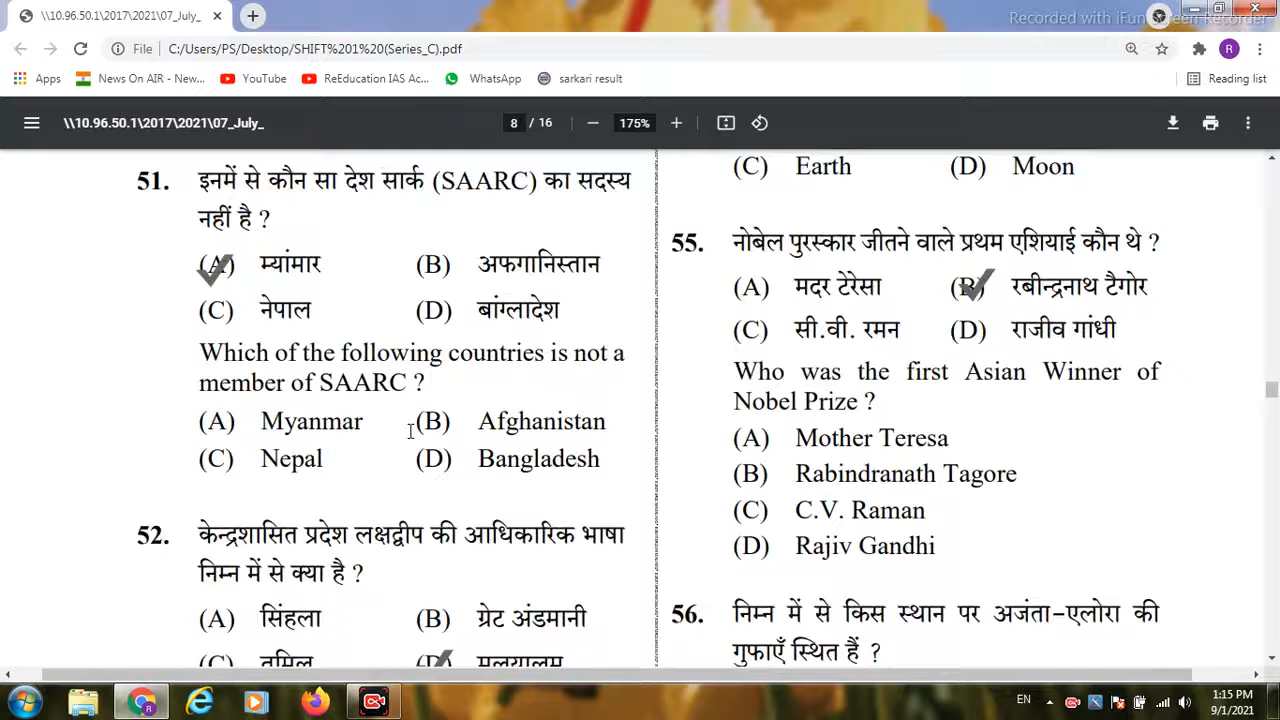 \\10.96.50.1\2017\2021\07_July_
Recorded with iFun Screen Recorder
File
C:/Users/PS/Desktop/SHIFT%201%20(Series_C).pdf
R
Apps
News On AIR - New...
YouTube
ReEducation IAS Ac...
WhatsApp
sarkari result
Reading list
\\10.96.50.1\2017\2021\07_July_
8 / 16
175%
51. इनमें से कौन सा देश सार्क (SAARC) का सदस्य
नहीं है ?
(A) म्यांमार (B) अफगानिस्तान
(C) नेपाल (D) बांग्लादेश
Which of the following countries is not a
member of SAARC ?
(A) Myanmar (B) Afghanistan
(C) Nepal (D) Bangladesh
52. केन्द्रशासित प्रदेश लक्षद्वीप की आधिकारिक भाषा
निम्न में से क्या है ?
(A) सिंहला (B) ग्रेट अंडमानी
(C) तमिल (D) मलयालम
(C) Earth (D) Moon
55. नोबेल पुरस्कार जीतने वाले प्रथम एशियाई कौन थे ?
(A) मदर टेरेसा (B) रबीन्द्रनाथ टैगोर
(C) सी.वी. रमन (D) राजीव गांधी
Who was the first Asian Winner of
Nobel Prize ?
(A) Mother Teresa
(B) Rabindranath Tagore
(C) C.V. Raman
(D) Rajiv Gandhi
56. निम्न में से किस स्थान पर अजंता-एलोरा की
गुफाएँ स्थित हैं ?
R
EN
1:15 PM
9/1/2021